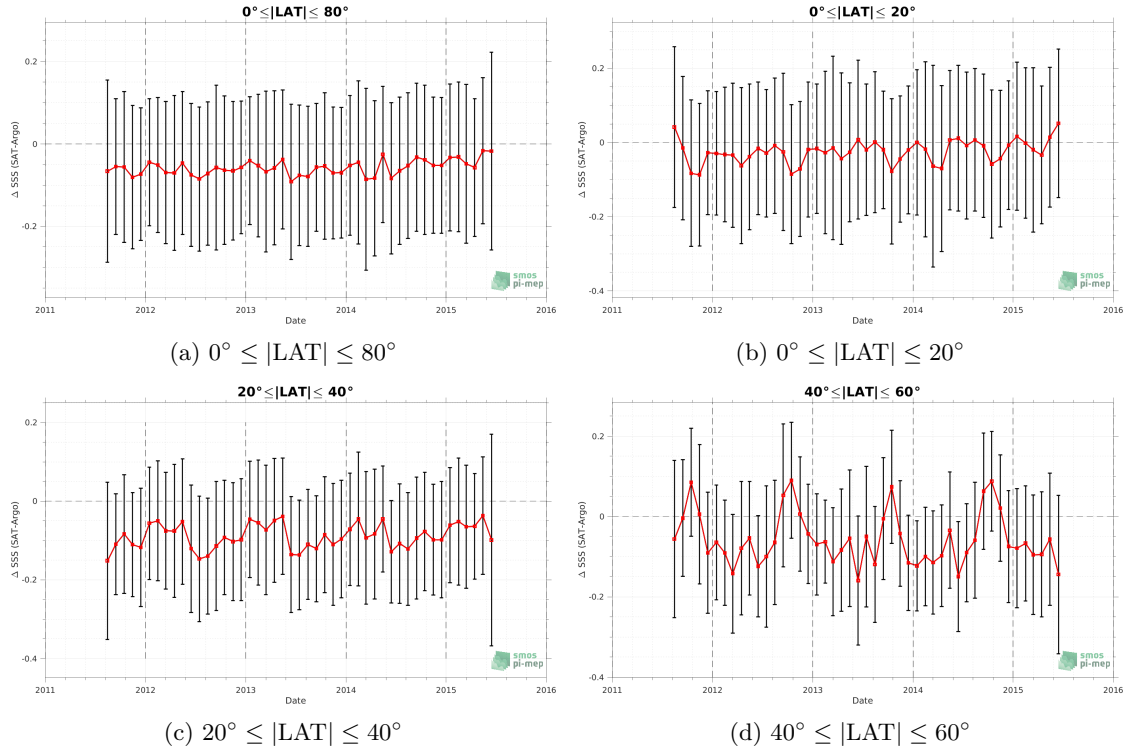 0°≤|LAT|≤ 80°
0.2
0
-0.2
Δ SSS (SAT-Argo)
2011
2012
2013
2014
2015
2016
Date
smos
pi-mep
(a) 0° ≤ |LAT| ≤ 80°
0°≤|LAT|≤ 20°
0.2
0
-0.2
-0.4
Δ SSS (SAT-Argo)
2011
2012
2013
2014
2015
2016
Date
smos
pi-mep
(b) 0° ≤ |LAT| ≤ 20°
20°≤|LAT|≤ 40°
0.2
0
-0.2
-0.4
Δ SSS (SAT-Argo)
2011
2012
2013
2014
2015
2016
Date
smos
pi-mep
(c) 20° ≤ |LAT| ≤ 40°
40°≤|LAT|≤ 60°
0.2
0
-0.2
-0.4
Δ SSS (SAT-Argo)
2011
2012
2013
2014
2015
2016
Date
smos
pi-mep
(d) 40° ≤ |LAT| ≤ 60°